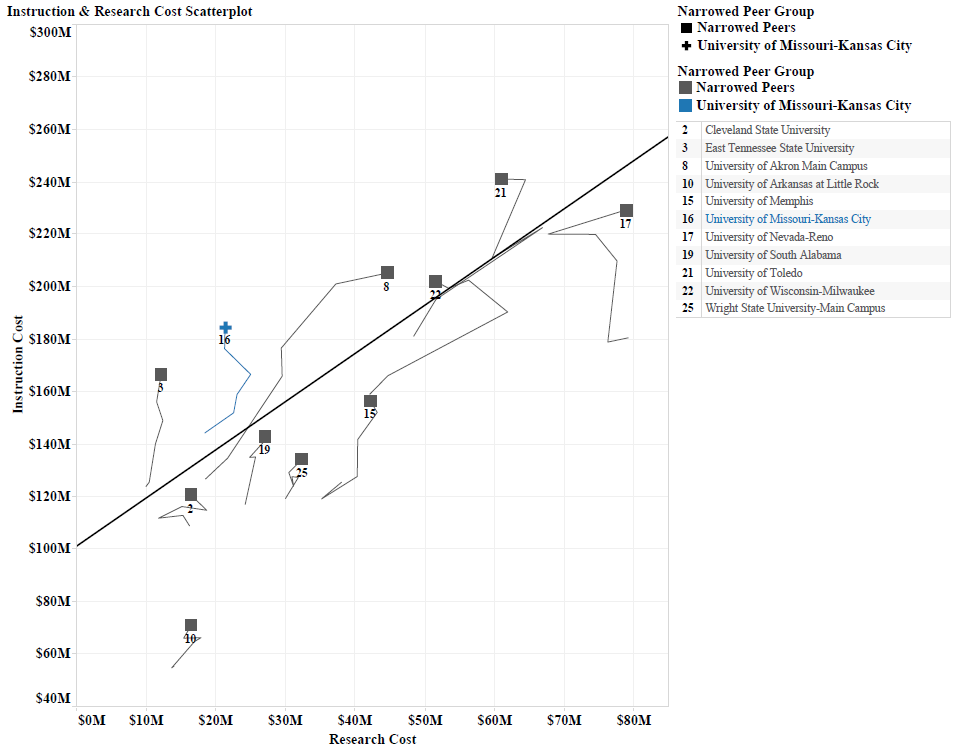 Instruction & Research Cost Scatterplot
$300M
$280M
$260M
$240M
$220M
$200M
$180M
$160M
$140M
$120M
$100M
$80M
$60M
$40M
Instruction Cost
21
17
8
22
16
3
15
19
25
2
10
$0M $10M $20M $30M $40M $50M $60M $70M $80M
Research Cost
Narrowed Peer Group
Narrowed Peers
University of Missouri-Kansas City
Narrowed Peer Group
Narrowed Peers
University of Missouri-Kansas City
2 Cleveland State University
3 East Tennessee State University
8 University of Akron Main Campus
10 University of Arkansas at Little Rock
15 University of Memphis
16 University of Missouri-Kansas City
17 University of Nevada-Reno
19 University of South Alabama
21 University of Toledo
22 University of Wisconsin-Milwaukee
25 Wright State University-Main Campus